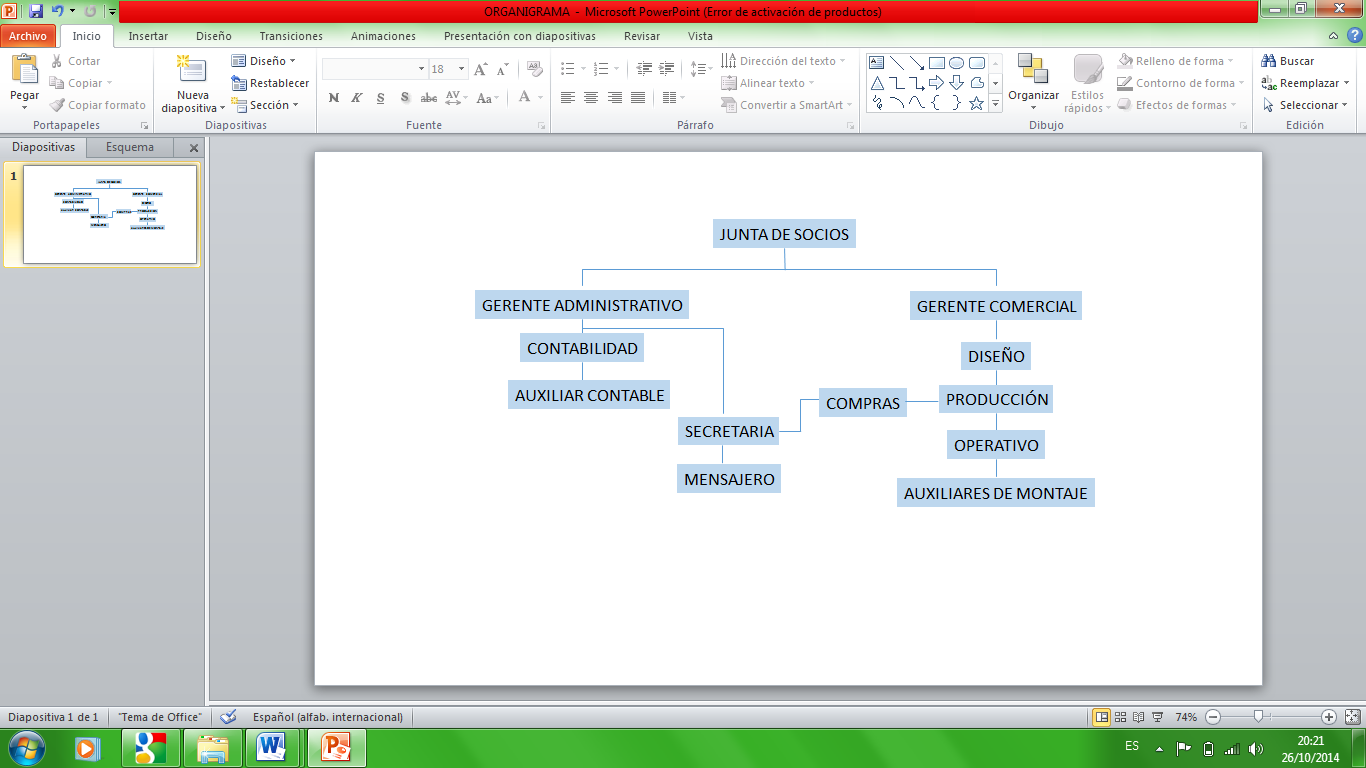 ORGANIGRAMA - Microsoft PowerPoint (Error de activación de productos)
Archivo Inicio Insertar Diseño Transiciones Animaciones Presentación con diapositivas Revisar Vista
Pegar
Cortar
Copiar
Copiar formato
Portapapeles
Nueva
diapositiva
Diseño
Restablecer
Sección
Diapositivas
18
N K S S abc AV Aa A
Fuente
Dirección del texto
Alinear texto
Convertir a SmartArt
Párrafo
Organizar
Estilos
rápidos
Relleno de forma
Contorno de forma
Efectos de formas
Dibujo
Buscar
Reemplazar
Seleccionar
Edición
Diapositivas Esquema
1
JUNTA DE SOCIOS
GERENTE ADMINISTRATIVO
GERENTE COMERCIAL
CONTABILIDAD
DISEÑO
AUXILIAR CONTABLE
COMPRAS
PRODUCCIÓN
SECRETARIA
OPERATIVO
MENSAJERO
AUXILIARES DE MONTAJE
Diapositiva 1 de 1 "Tema de Office" Español (alfab. internacional) 74%
ES
20:21
26/10/2014